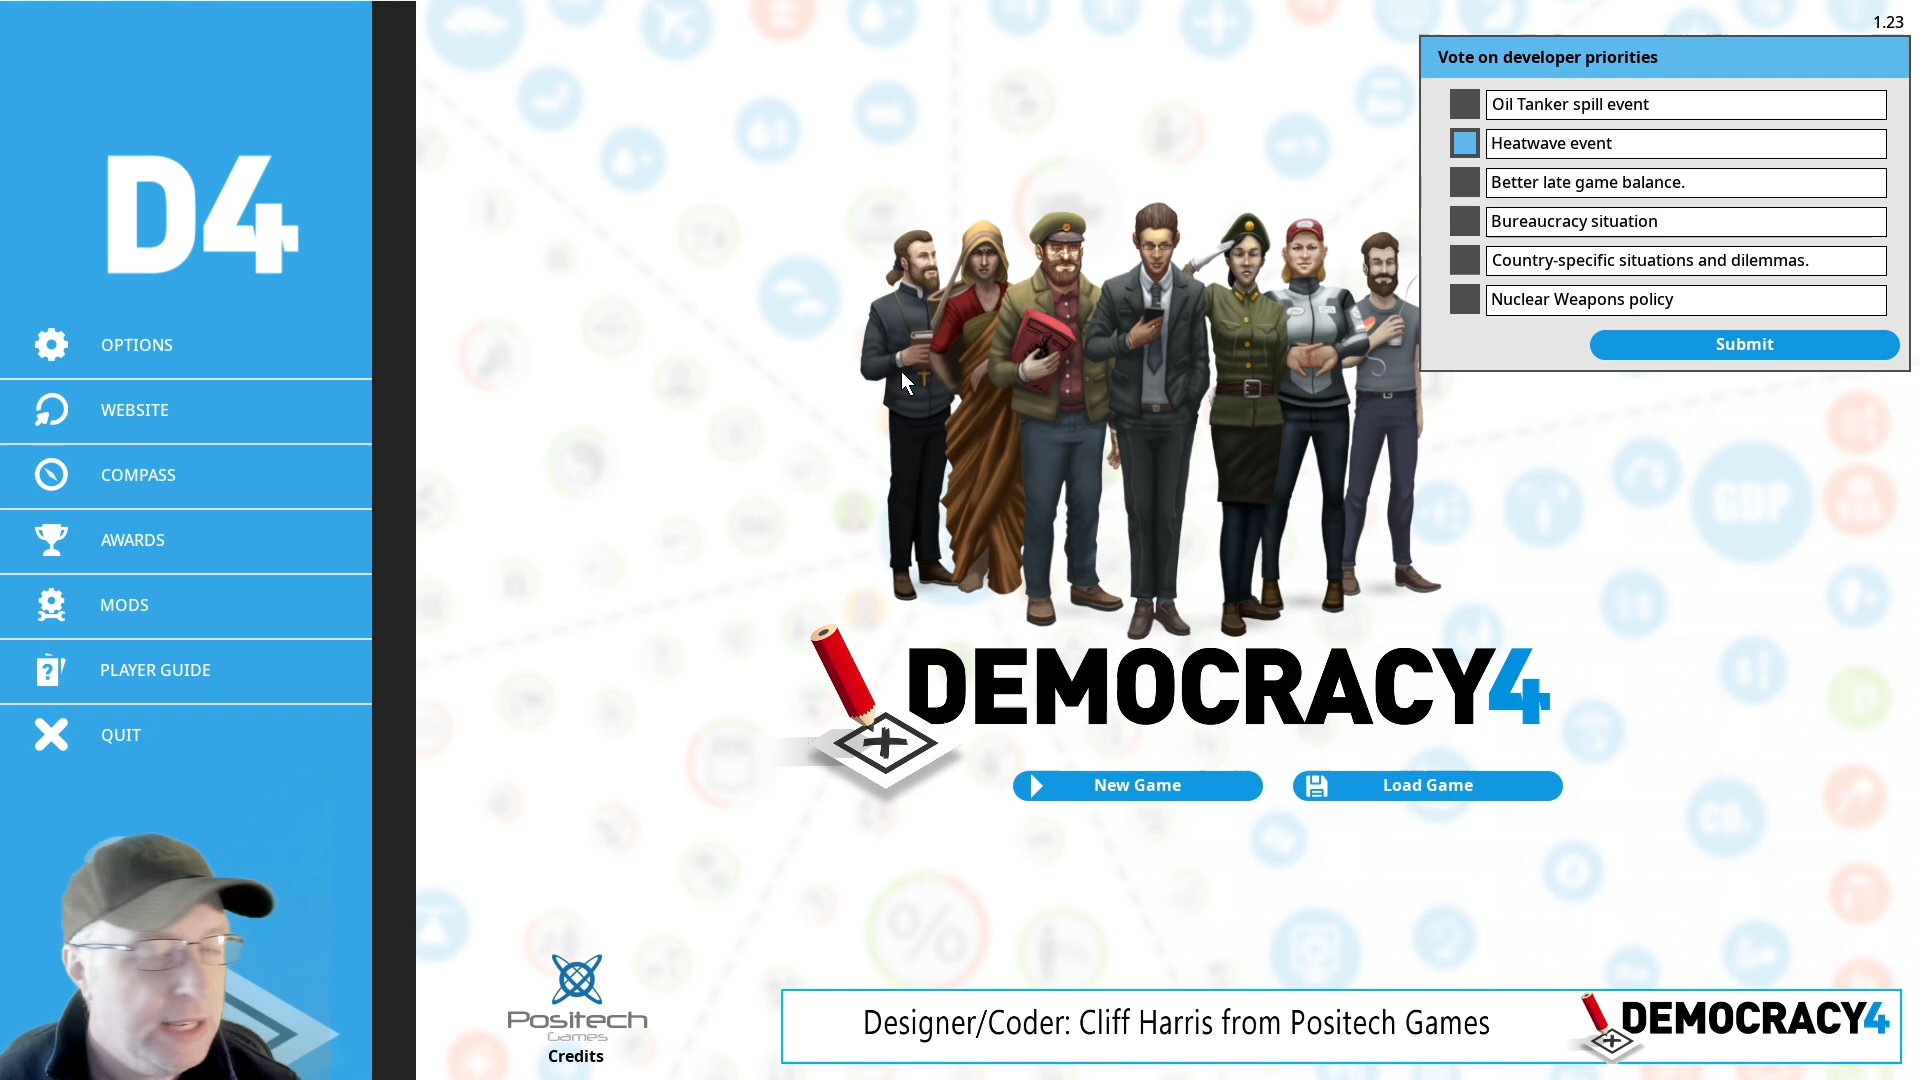 1.23
Vote on developer priorities
Oil Tanker spill event
Heatwave event
Better late game balance.
Bureaucracy situation
Country-specific situations and dilemmas.
Nuclear Weapons policy
Submit
D4
OPTIONS
WEBSITE
COMPASS
AWARDS
MODS
PLAYER GUIDE
QUIT
GDP
DEMOCRACY4
New Game
Load Game
CO.
%
Positech
Games
Credits
Designer/Coder: Cliff Harris from Positech Games
DEMOCRACY4